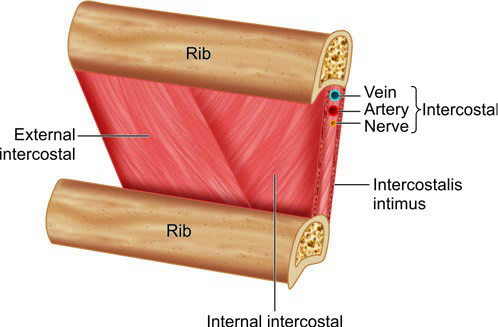 Rib
Vein
Artery
Nerve
Intercostal
External
intercostal
Intercostalis
intimus
Rib
Internal intercostal